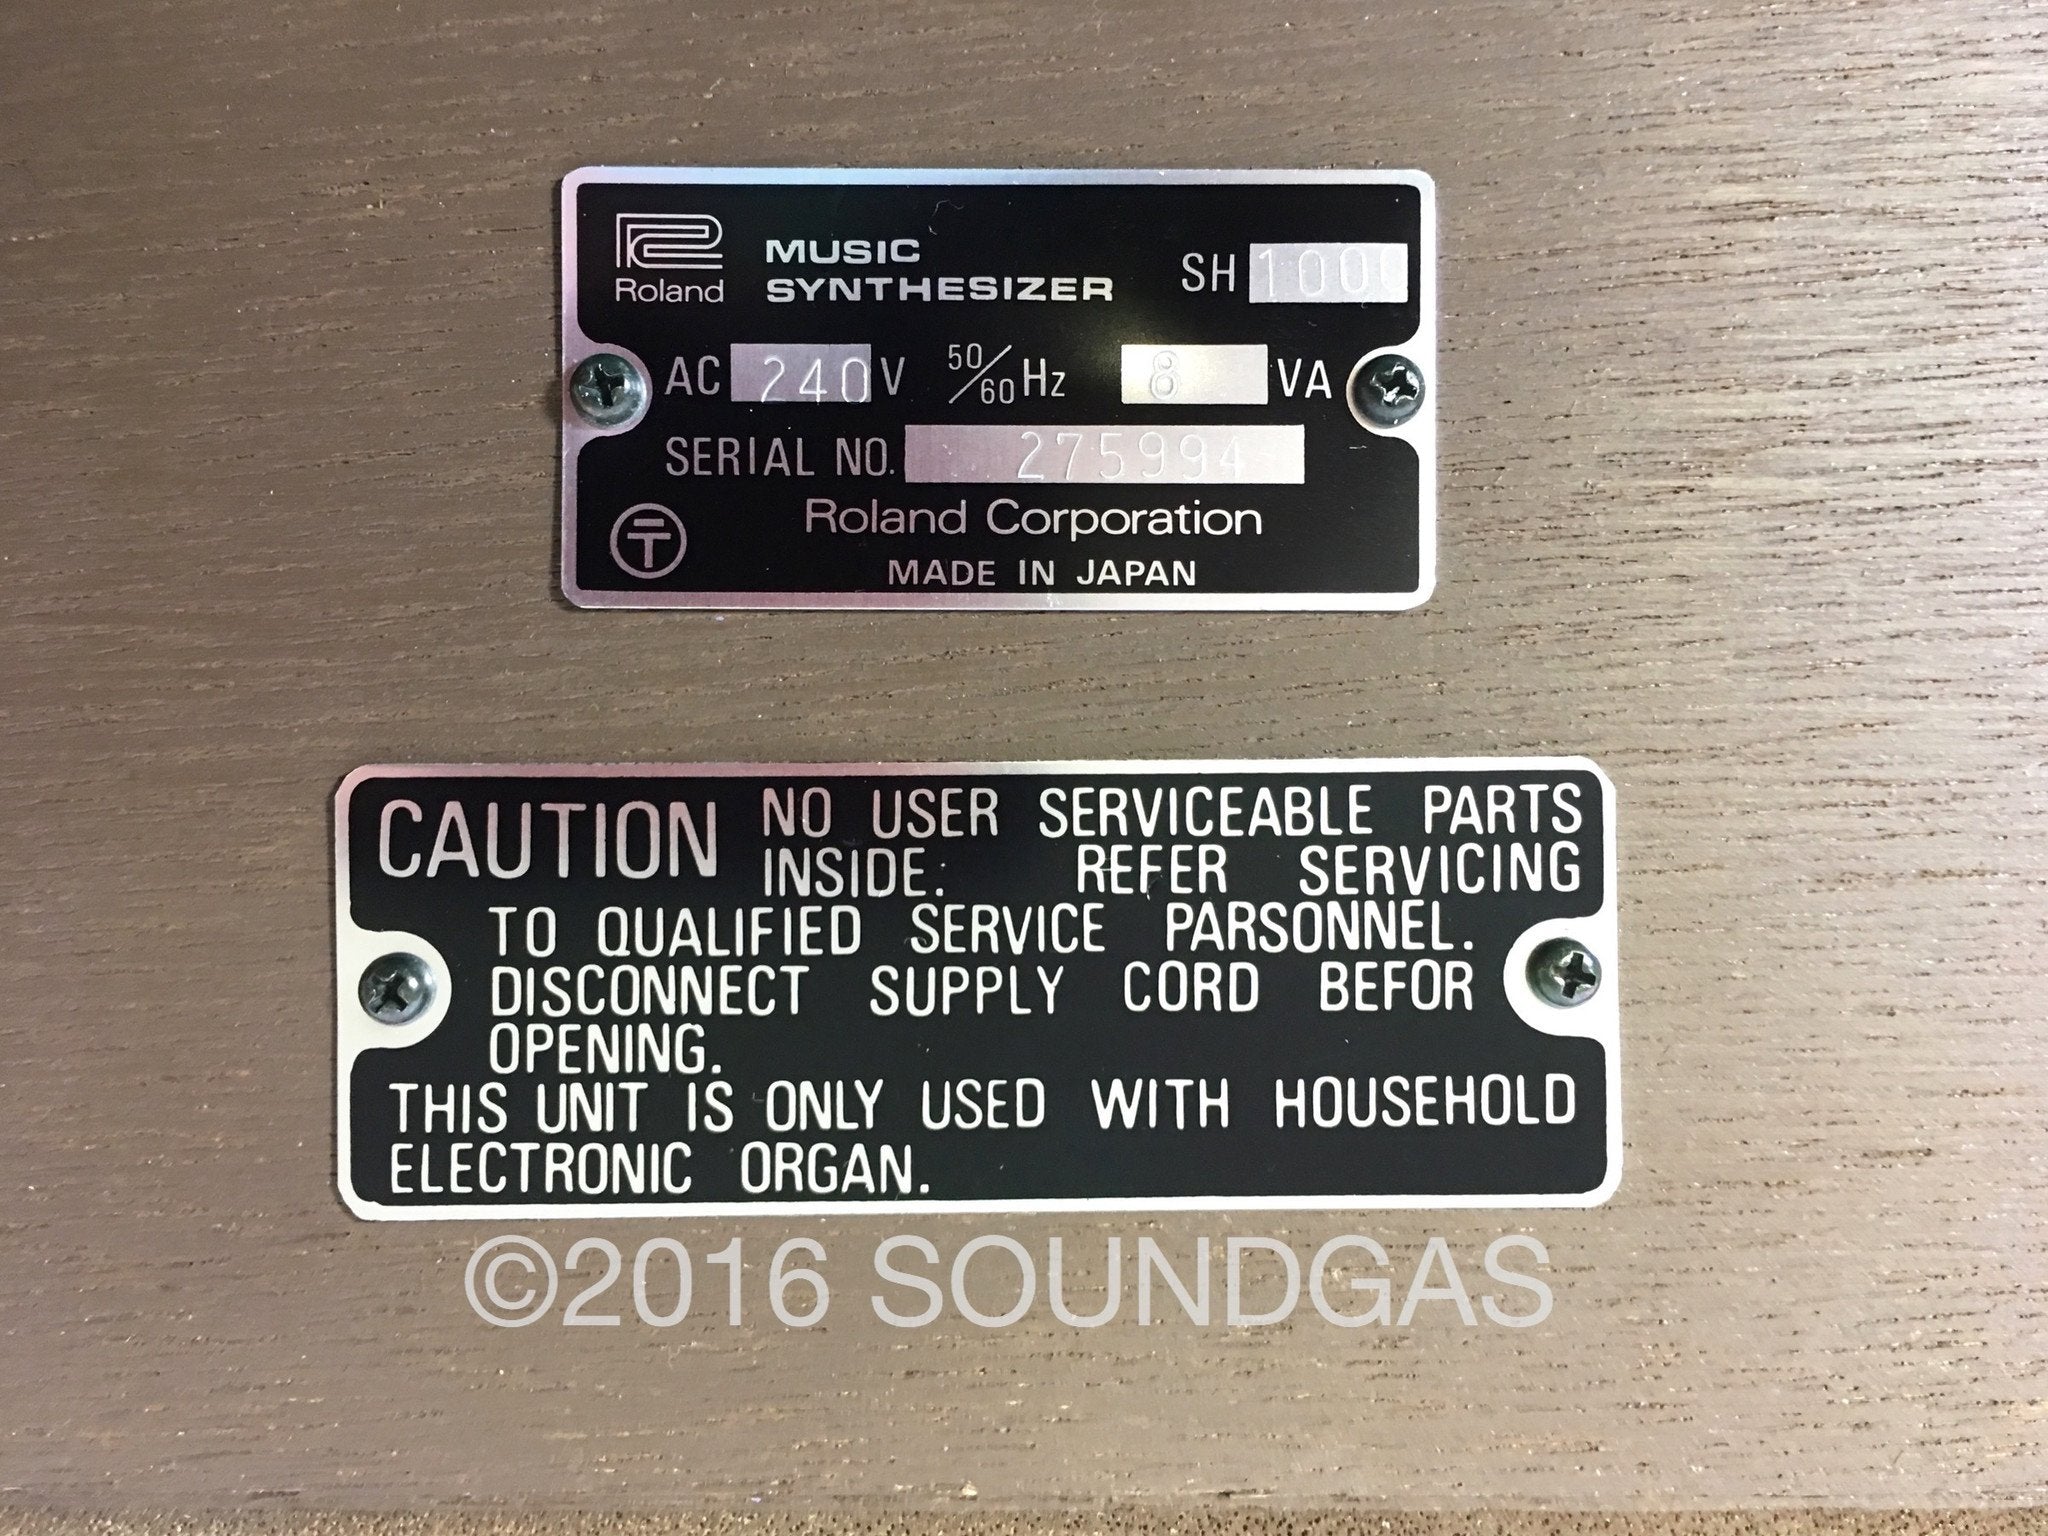 Roland
MUSIC
SYNTHESIZER
SH 1000
AC 240 V 50/60 Hz 8 VA
SERIAL NO. 275994
Roland Corporation
MADE IN JAPAN
CAUTION NO USER SERVICEABLE PARTS
INSIDE. REFER SERVICING
TO QUALIFIED SERVICE PARSONNEL.
DISCONNECT SUPPLY CORD BEFOR
OPENING.
THIS UNIT IS ONLY USED WITH HOUSEHOLD
ELECTRONIC ORGAN.
©2016 SOUNDGAS